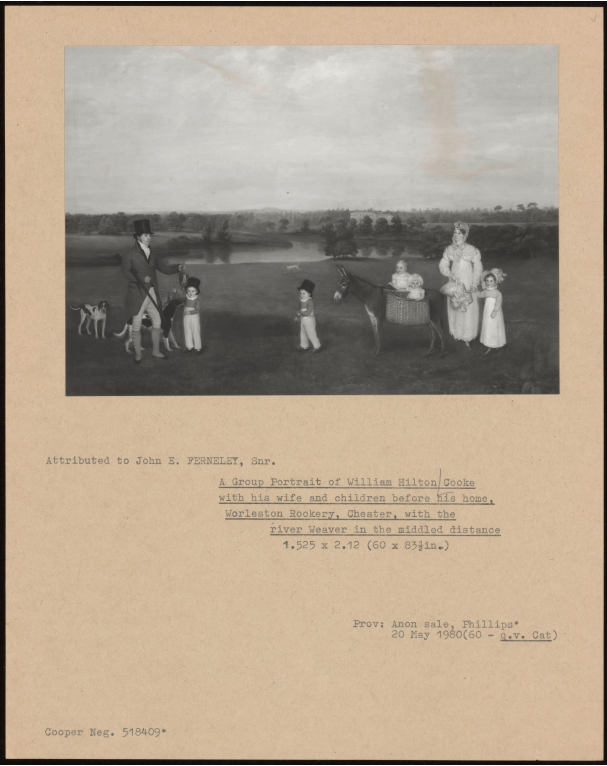 Attributed to John E. FERNELEY, Snr.
A Group Portrait of William Hilton/Cooke
with his wife and children before his home,
Worleston Rookery, Chester, with the
river Weaver in the middled distance
1.525 x 2.12 (60 x 83½in.)
Prov: Anon sale, Phillips*
20 May 1980(60 - q.v. Cat)
Cooper Neg. 518409*